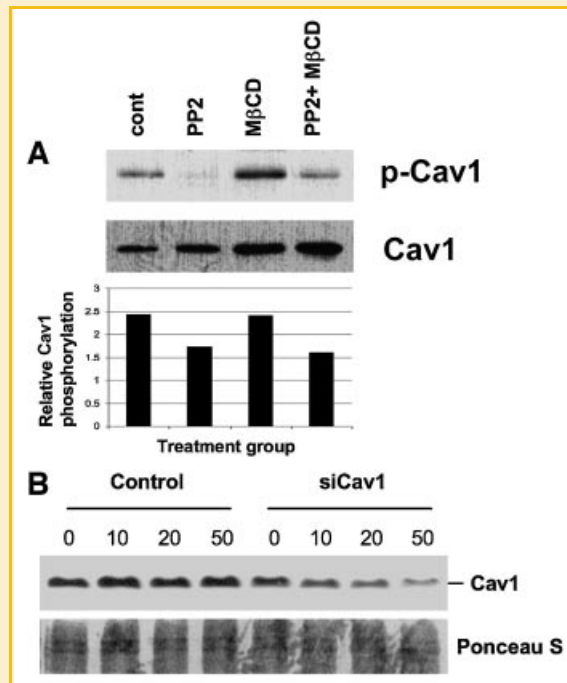 cont PP2 MβCD PP2+ MβCD
A
p-Cav1
Cav1
Relative Cav1
phosphorylation
3
2.5
2
1.5
1
0.5
0
Treatment group
B
Control siCav1
0 10 20 50 0 10 20 50
Cav1
Ponceau S